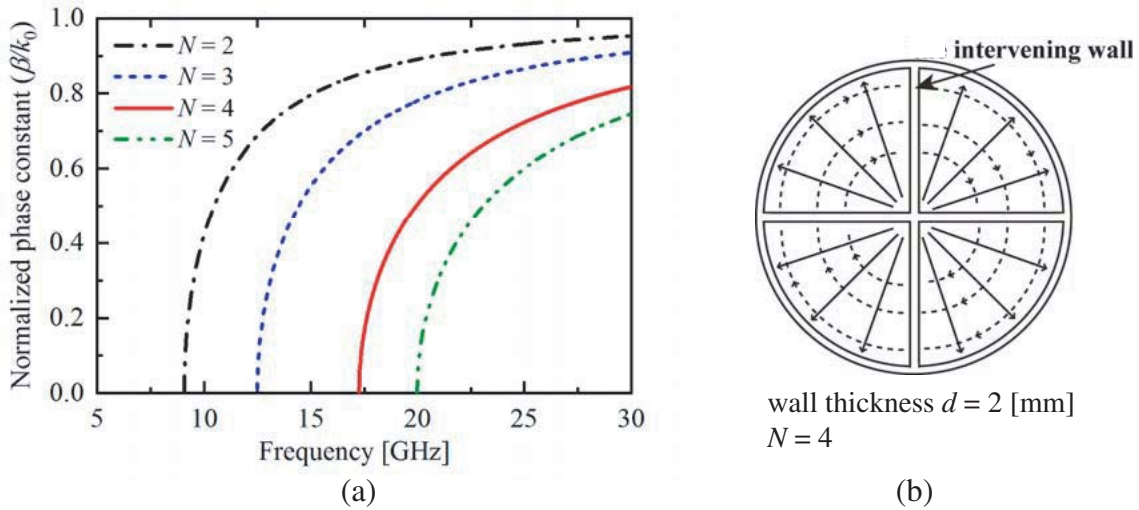 1.0
0.8
0.6
0.4
0.2
0.0
Normalized phase constant (β/k₀)
N = 2
N = 3
N = 4
N = 5
5 10 15 20 25 30
Frequency [GHz]
(a)
intervening wall
wall thickness d = 2 [mm]
N = 4
(b)